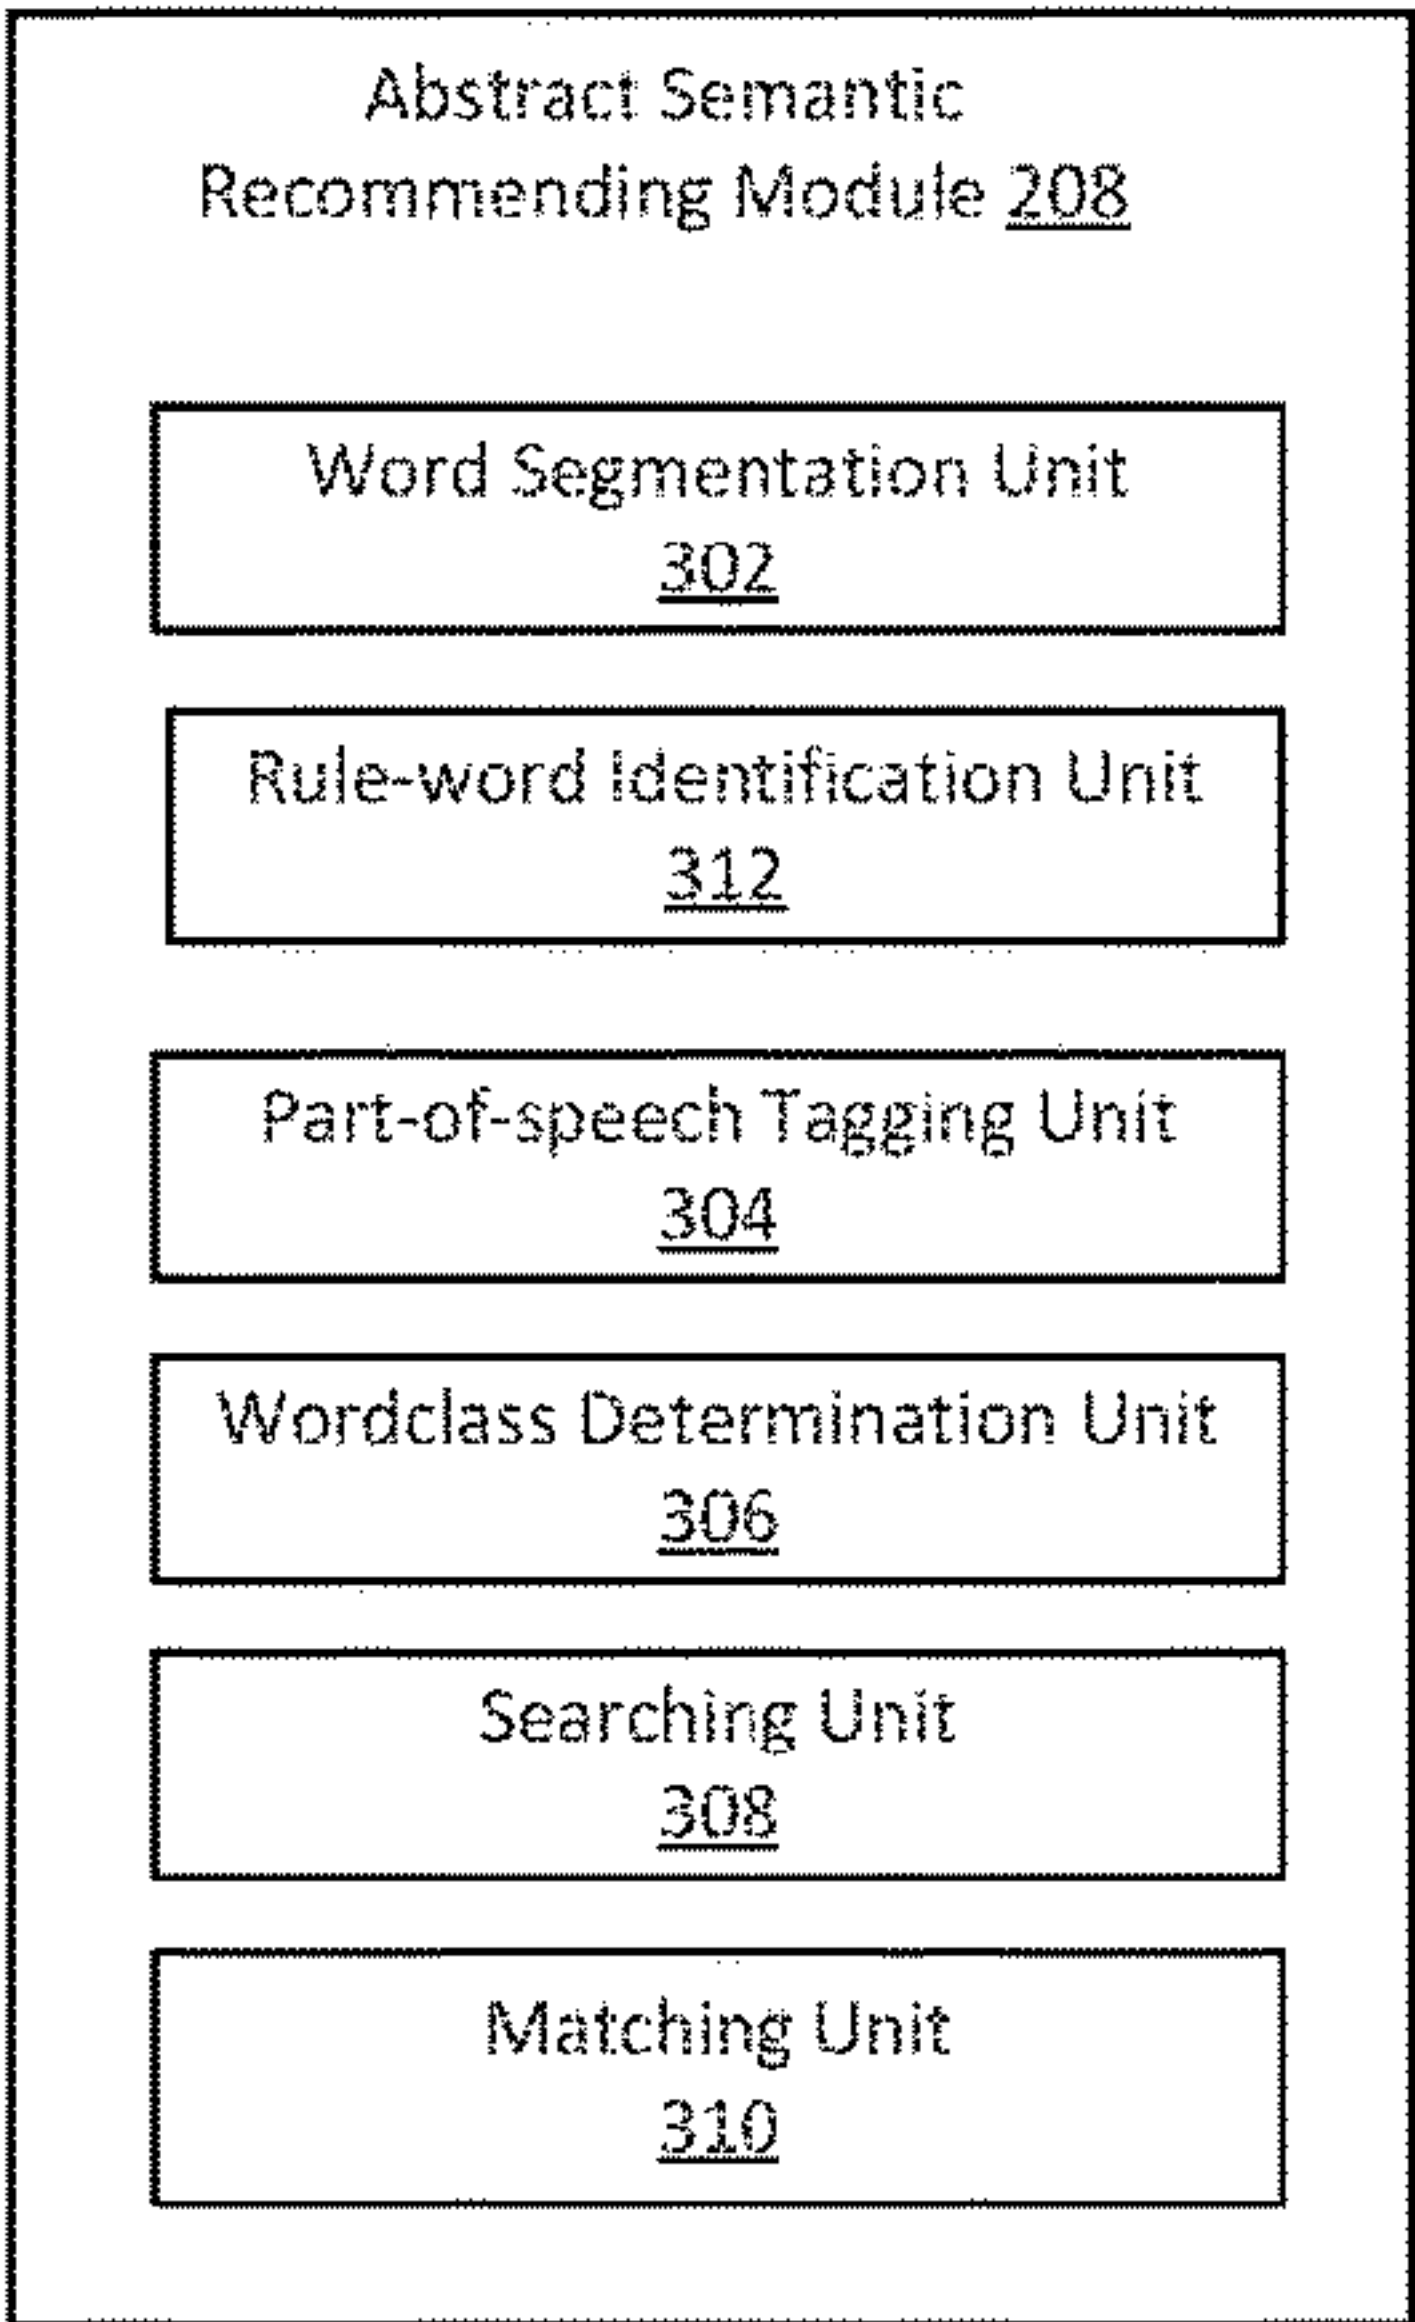 Abstract Semantic
Recommending Module 208
Word Segmentation Unit
302
Rule-word Identification Unit
312
Part-of-speech Tagging Unit
304
Wordclass Determination Unit
306
Searching Unit
308
Matching Unit
310